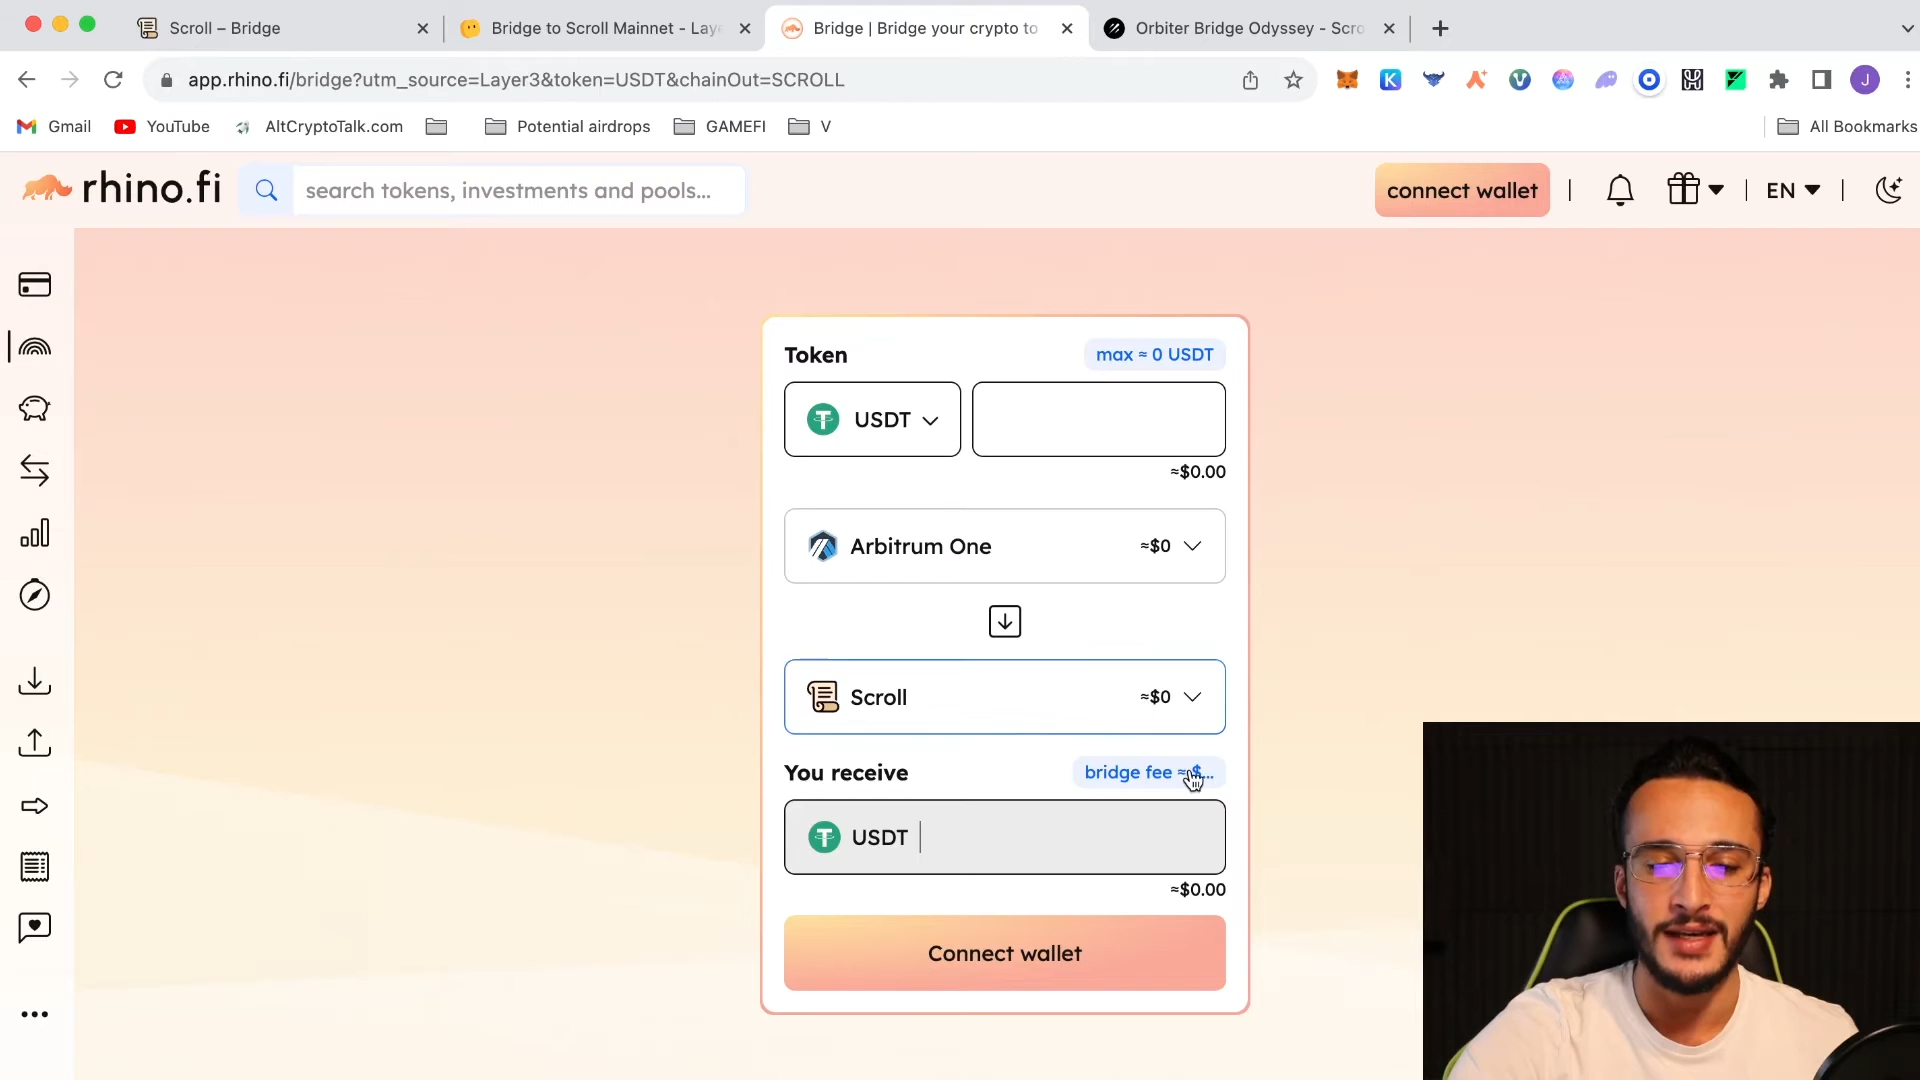 Scroll – Bridge
Bridge to Scroll Mainnet - Lay
Bridge | Bridge your crypto to
Orbiter Bridge Odyssey - Scro
app.rhino.fi/bridge?utm_source=Layer3&token=USDT&chainOut=SCROLL
J
Gmail
YouTube
AltCryptoTalk.com
Potential airdrops
GAMEFI
V
All Bookmarks
rhino.fi
search tokens, investments and pools...
connect wallet
EN
Token
max ≈ 0 USDT
USDT
≈$0.00
Arbitrum One
≈$0
Scroll
≈$0
You receive
bridge fee ≈ $...
USDT
≈$0.00
Connect wallet